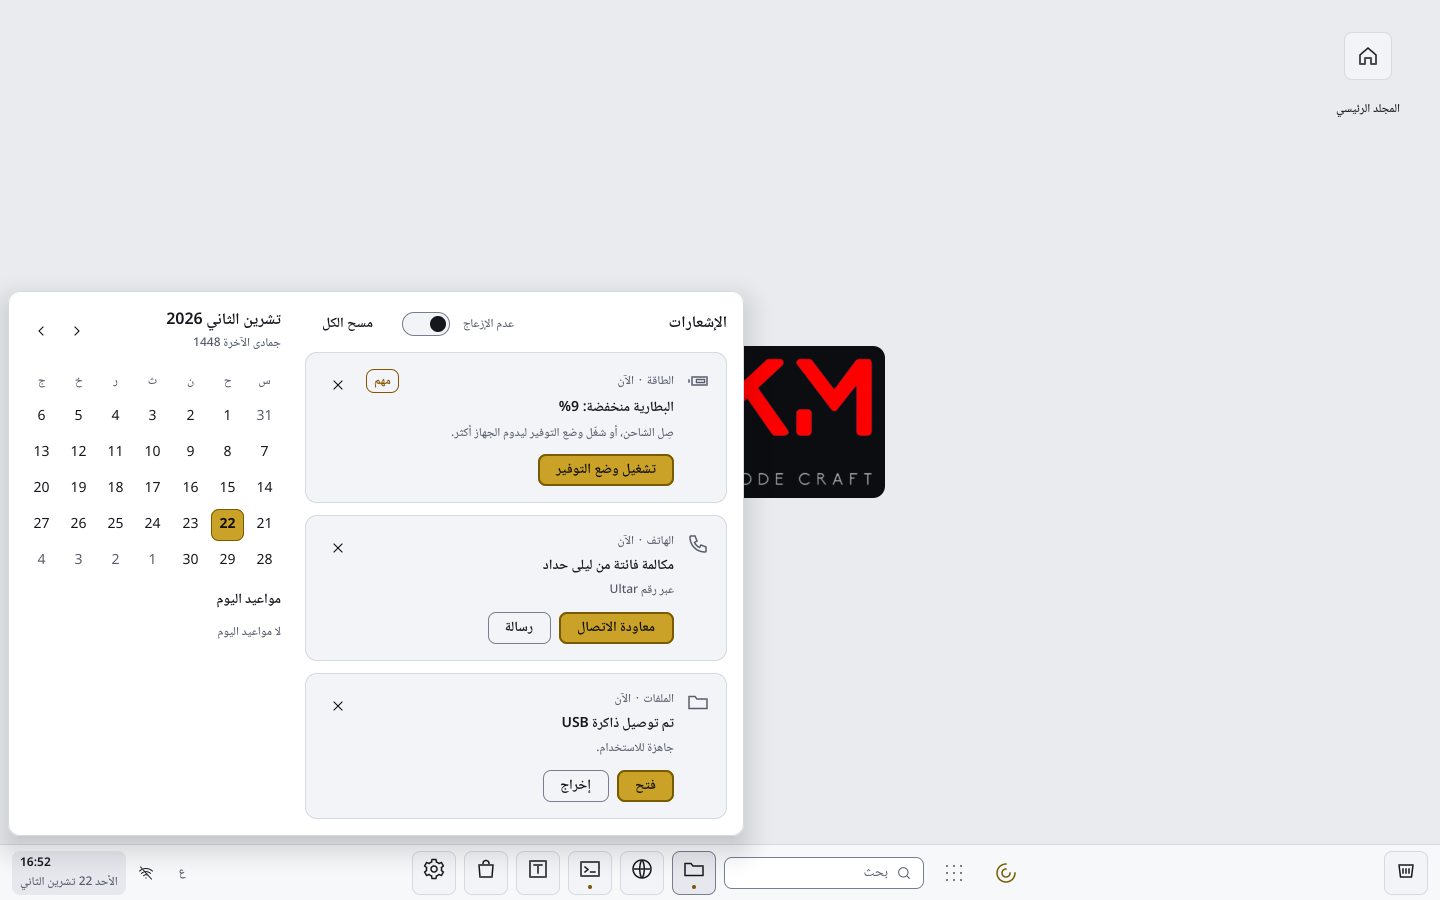 المجلد الرئيسي
الإشعارات
عدم الإزعاج
مسح الكل
الطاقة · الآن
مهم
البطارية منخفضة: 9%
صِل الشاحن، أو شغّل وضع التوفير ليدوم الجهاز أكثر.
تشغيل وضع التوفير
الهاتف · الآن
مكالمة فائتة من ليلى حداد
عبر رقم Ultar
معاودة الاتصال
رسالة
الملفات · الآن
تم توصيل ذاكرة USB
جاهزة للاستخدام.
فتح
إخراج
تشرين الثاني 2026
جمادى الآخرة 1448
س ح ن ث ر خ ج
31 1 2 3 4 5 6
7 8 9 10 11 12 13
14 15 16 17 18 19 20
21 22 23 24 25 26 27
28 29 30 1 2 3 4
مواعيد اليوم
لا مواعيد اليوم
KM
ODE CRAFT
بحث
ع
16:52
الأحد 22 تشرين الثاني